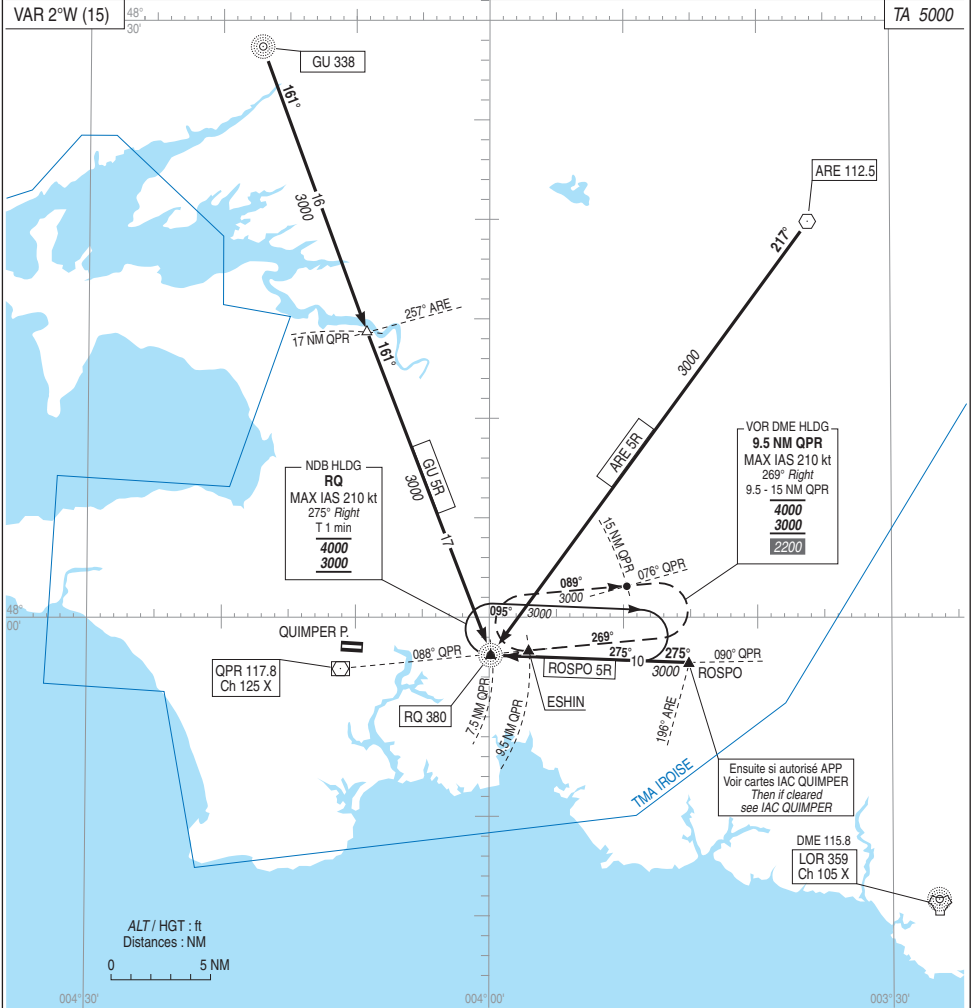 VAR 2°W (15)
48°
30'
TA 5000
GU 338
161°
16
3000
ARE 112.5
217°
257° ARE
17 NM QPR
161°
3000
GU 5R
3000
17
ARE 5R
NDB HLDG
RQ
MAX IAS 210 kt
275° Right
T 1 min
4000
3000
VOR DME HLDG
9.5 NM QPR
MAX IAS 210 kt
269° Right
9.5 - 15 NM QPR
4000
3000
2200
15 NM QPR
076° QPR
089°
3000
48°
00'
095°
3000
QUIMPER P.
269°
088° QPR
275°
10
275°
090° QPR
3000
ROSPO
ROSPO 5R
QPR 117.8
Ch 125 X
ESHIN
RQ 380
7.5 NM QPR
9.5 NM QPR
196° ARE
TMA IROISE
Ensuite si autorisé APP
Voir cartes IAC QUIMPER
Then if cleared
see IAC QUIMPER
DME 115.8
LOR 359
Ch 105 X
ALT / HGT : ft
Distances : NM
0
5 NM
004° 30'
004° 00'
003° 30'